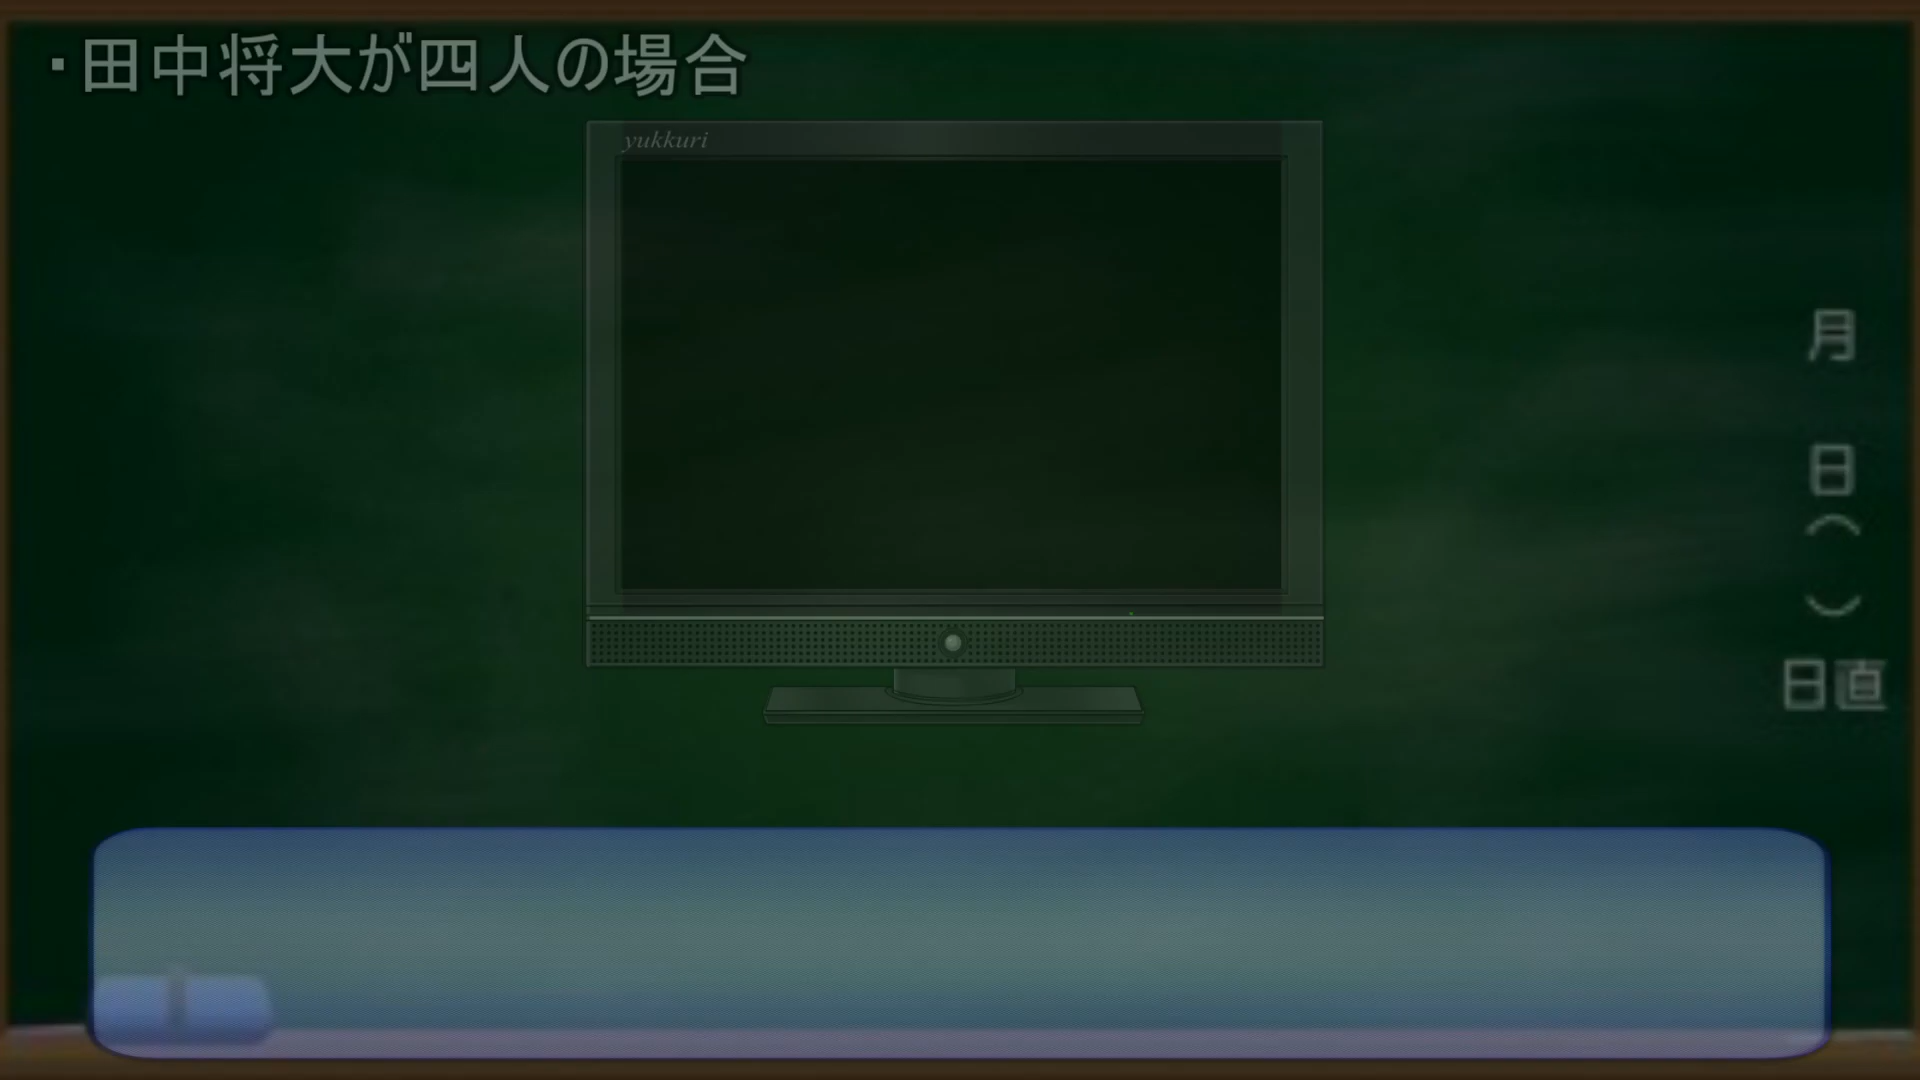 ・田中将大が四人の場合
yukkuri
月
日
（
）
日直